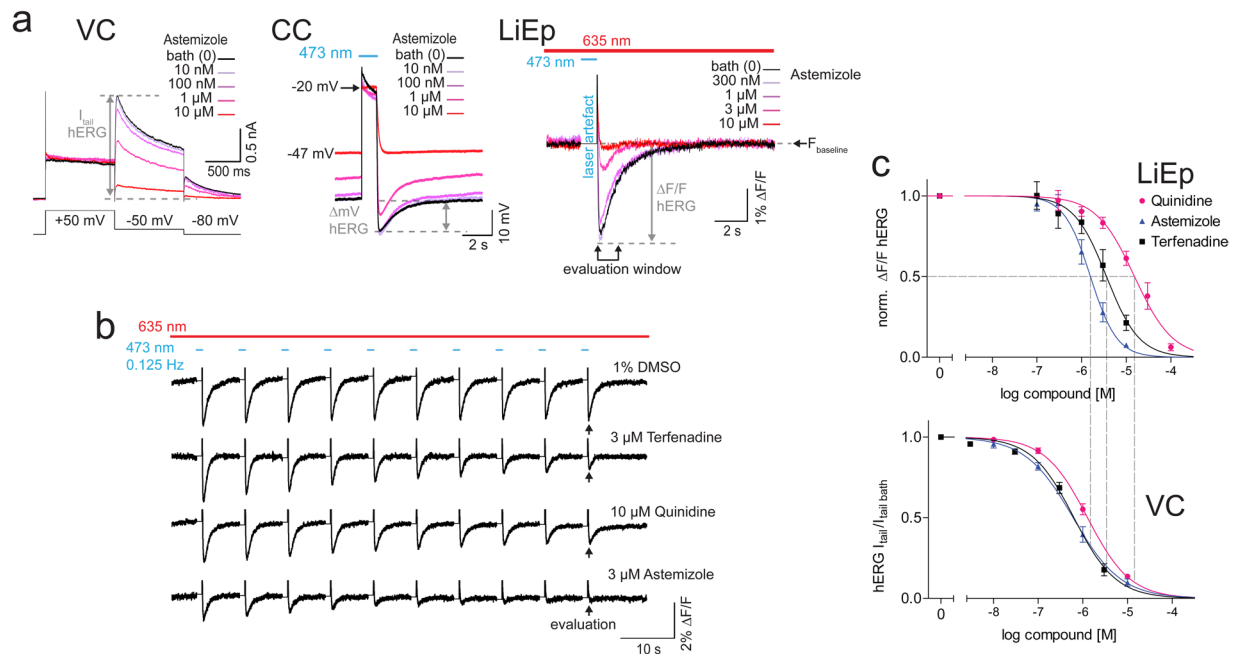 a
VC
Astemizole
bath (0)
10 nM
100 nM
1 µM
10 µM
I tail
hERG
0.5 nA
500 ms
+50 mV
-50 mV
-80 mV
CC
473 nm
Astemizole
bath (0)
10 nM
100 nM
1 µM
10 µM
-20 mV
-47 mV
ΔmV
hERG
10 mV
2 s
LiEp
635 nm
473 nm
bath (0)
Astemizole
300 nM
1 µM
3 µM
10 µM
laser artefact
F baseline
ΔF/F
hERG
1% ΔF/F
2 s
evaluation window
b
635 nm
473 nm
0.125 Hz
1% DMSO
3 µM Terfenadine
10 µM Quinidine
3 µM Astemizole
evaluation
2% ΔF/F
10 s
c
LiEp
Quinidine
Astemizole
Terfenadine
norm. ΔF/F hERG
1.0
0.5
0.0
0 -8 -7 -6 -5 -4
log compound [M]
VC
hERG I tail/I tail bath
1.0
0.5
0.0
0 -8 -7 -6 -5 -4
log compound [M]